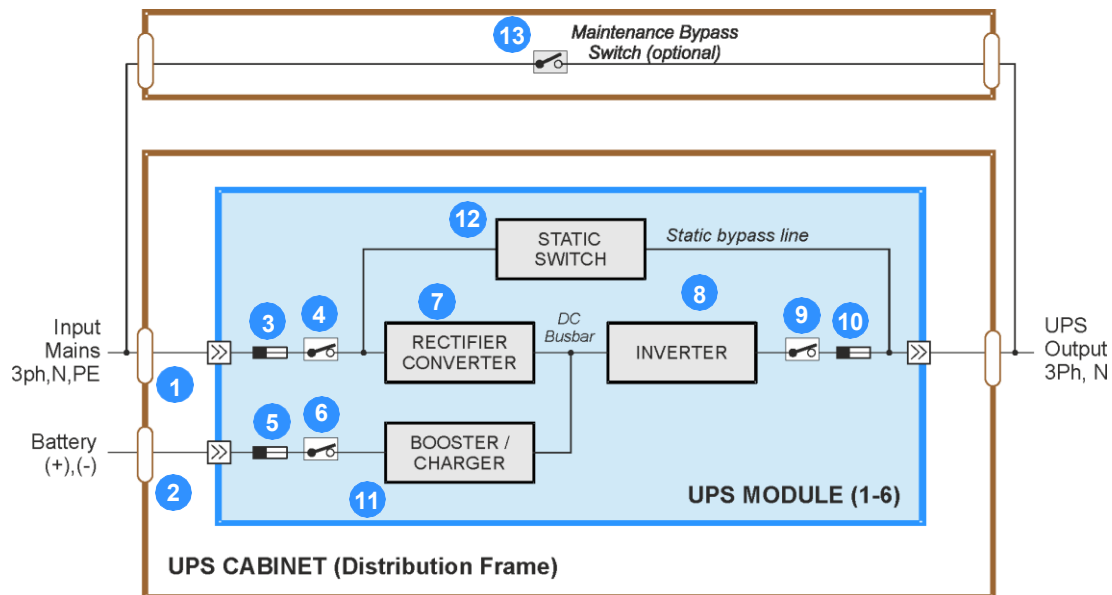 13
Maintenance Bypass
Switch (optional)
12
STATIC
SWITCH
Static bypass line
Input
Mains
3ph,N,PE
1
3
4
7
RECTIFIER
CONVERTER
DC
Busbar
8
INVERTER
9
10
UPS
Output
3Ph, N
Battery
(+),(-)
2
5
6
BOOSTER /
CHARGER
11
UPS MODULE (1-6)
UPS CABINET (Distribution Frame)